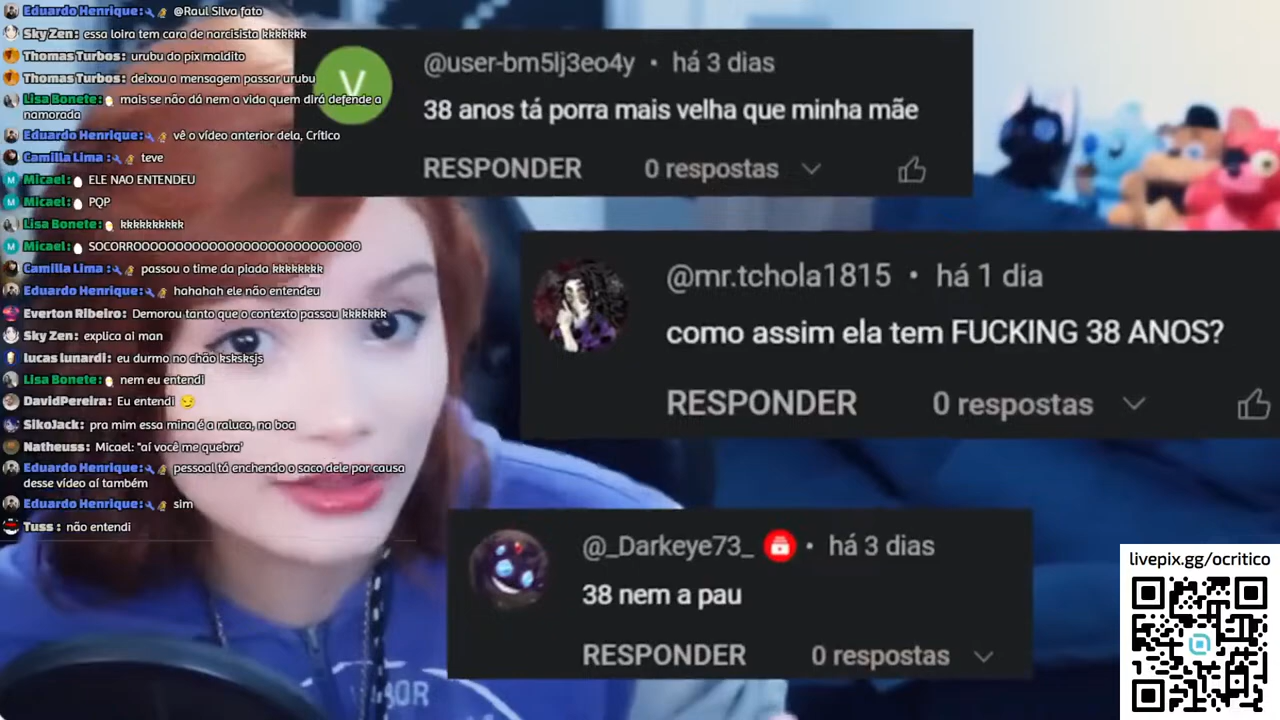 Eduardo Henrique: @Raul Silva fato
Sky Zen: essa loira tem cara de narcisista kkkkkkk
Thomas Turbos: urubu do pix maldito
Thomas Turbos: deixou a mensagem passar urubu
Lisa Bonete: mais se não dá nem a vida quem dirá defende a
namorada
Eduardo Henrique: vê o vídeo anterior dela, Crítico
Camilla Lima: teve
Micael: ELE NAO ENTENDEU
Micael: PQP
Lisa Bonete: kkkkkkkkkk
Micael: SOCORROOOOOOOOOOOOOOOOOOOOOOOOOO
Camilla Lima: passou o time da piada kkkkkkkk
Eduardo Henrique: hahahah ele não entendeu
Everton Ribeiro: Demorou tanto que o contexto passou kkkkkkk
Sky Zen: explica aí man
lucas lunardi: eu durmo no chão ksksksjs
Lisa Bonete: nem eu entendi
DavidPereira: Eu entendi 😏
SikoJack: pra mim essa mina é a raluca, na boa
Natheuss: Micael: "aí você me quebra"
Eduardo Henrique: pessoal tá enchendo o saco dele por causa
desse vídeo aí também
Eduardo Henrique: sim
Tuss : não entendi
V
@user-bm5lj3eo4y • há 3 dias
38 anos tá porra mais velha que minha mãe
RESPONDER 0 respostas
@mr.tchola1815 • há 1 dia
como assim ela tem FUCKING 38 ANOS?
RESPONDER 0 respostas
@_Darkeye73_ • há 3 dias
38 nem a pau
RESPONDER 0 respostas
livepix.gg/ocritico